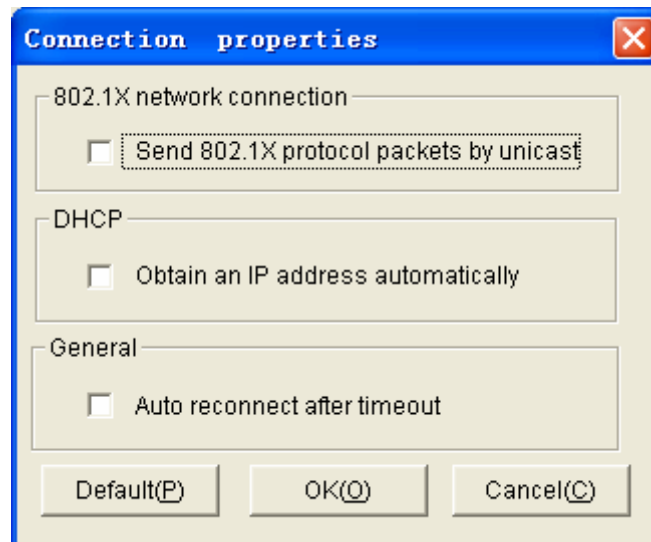 Connection properties
802.1X network connection
Send 802.1X protocol packets by unicast
DHCP
Obtain an IP address automatically
General
Auto reconnect after timeout
Default(P) OK(O) Cancel(C)